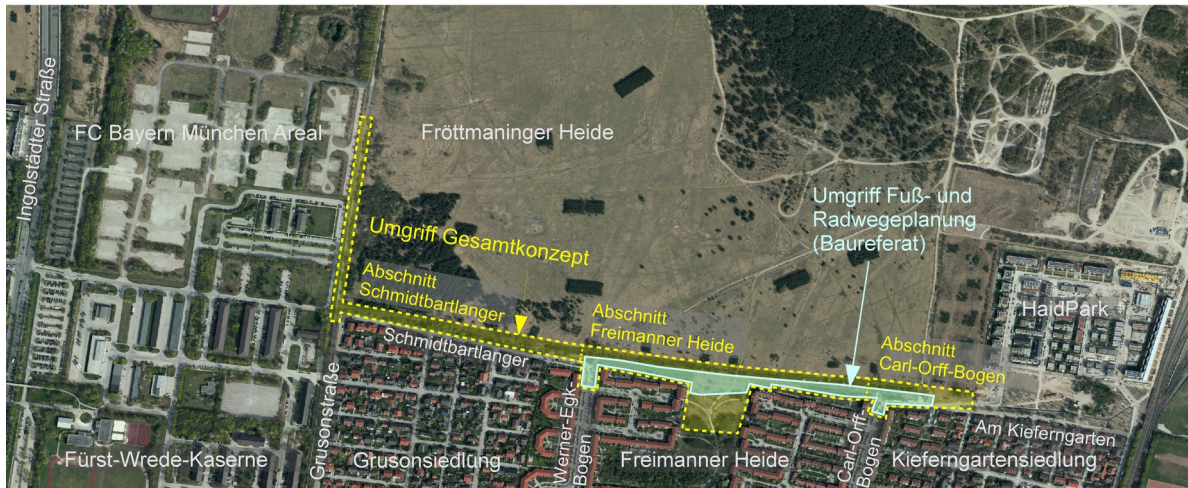 Ingolstädter Straße
FC Bayern München Areal
Fröttmaninger Heide
Umgriff Fuß- und
Radwegeplanung
(Baureferat)
Umgriff Gesamtkonzept
Abschnitt
Schmidtbartlanger
Abschnitt
Freimanner Heide
Abschnitt
Carl-Orff-Bogen
HaidPark
Schmidtbartlanger
Grusonstraße
Werner-Egk-
Bogen
Carl-Orff-
Bogen
Am Kieferngarten
Fürst-Wrede-Kaserne
Grusonsiedlung
Freimanner Heide
Kieferngartensiedlung